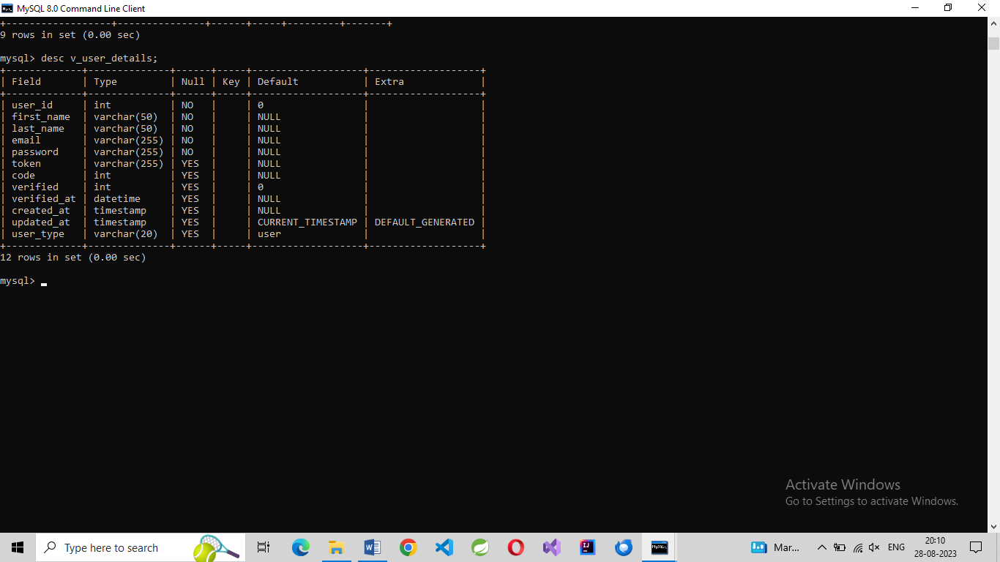 MySQL 8.0 Command Line Client
+------------------+---------------+------+-----+---------+-------+
9 rows in set (0.00 sec)
mysql> desc v_user_details;
+-------------+--------------+------+-----+-------------------+-------------------+
| Field       | Type         | Null | Key | Default           | Extra             |
+-------------+--------------+------+-----+-------------------+-------------------+
| user_id     | int          | NO   |     | 0                 |                   |
| first_name  | varchar(50)  | NO   |     | NULL              |                   |
| last_name   | varchar(50)  | NO   |     | NULL              |                   |
| email       | varchar(255) | NO   |     | NULL              |                   |
| password    | varchar(255) | NO   |     | NULL              |                   |
| token       | varchar(255) | YES  |     | NULL              |                   |
| code        | int          | YES  |     | NULL              |                   |
| verified    | int          | YES  |     | 0                 |                   |
| verified_at | datetime     | YES  |     | NULL              |                   |
| created_at  | timestamp    | YES  |     | NULL              |                   |
| updated_at  | timestamp    | YES  |     | CURRENT_TIMESTAMP | DEFAULT_GENERATED |
| user_type   | varchar(20)  | YES  |     | user              |                   |
+-------------+--------------+------+-----+-------------------+-------------------+
12 rows in set (0.00 sec)
mysql>
Activate Windows
Go to Settings to activate Windows.
Type here to search
Mar...
ENG
20:10
28-08-2023